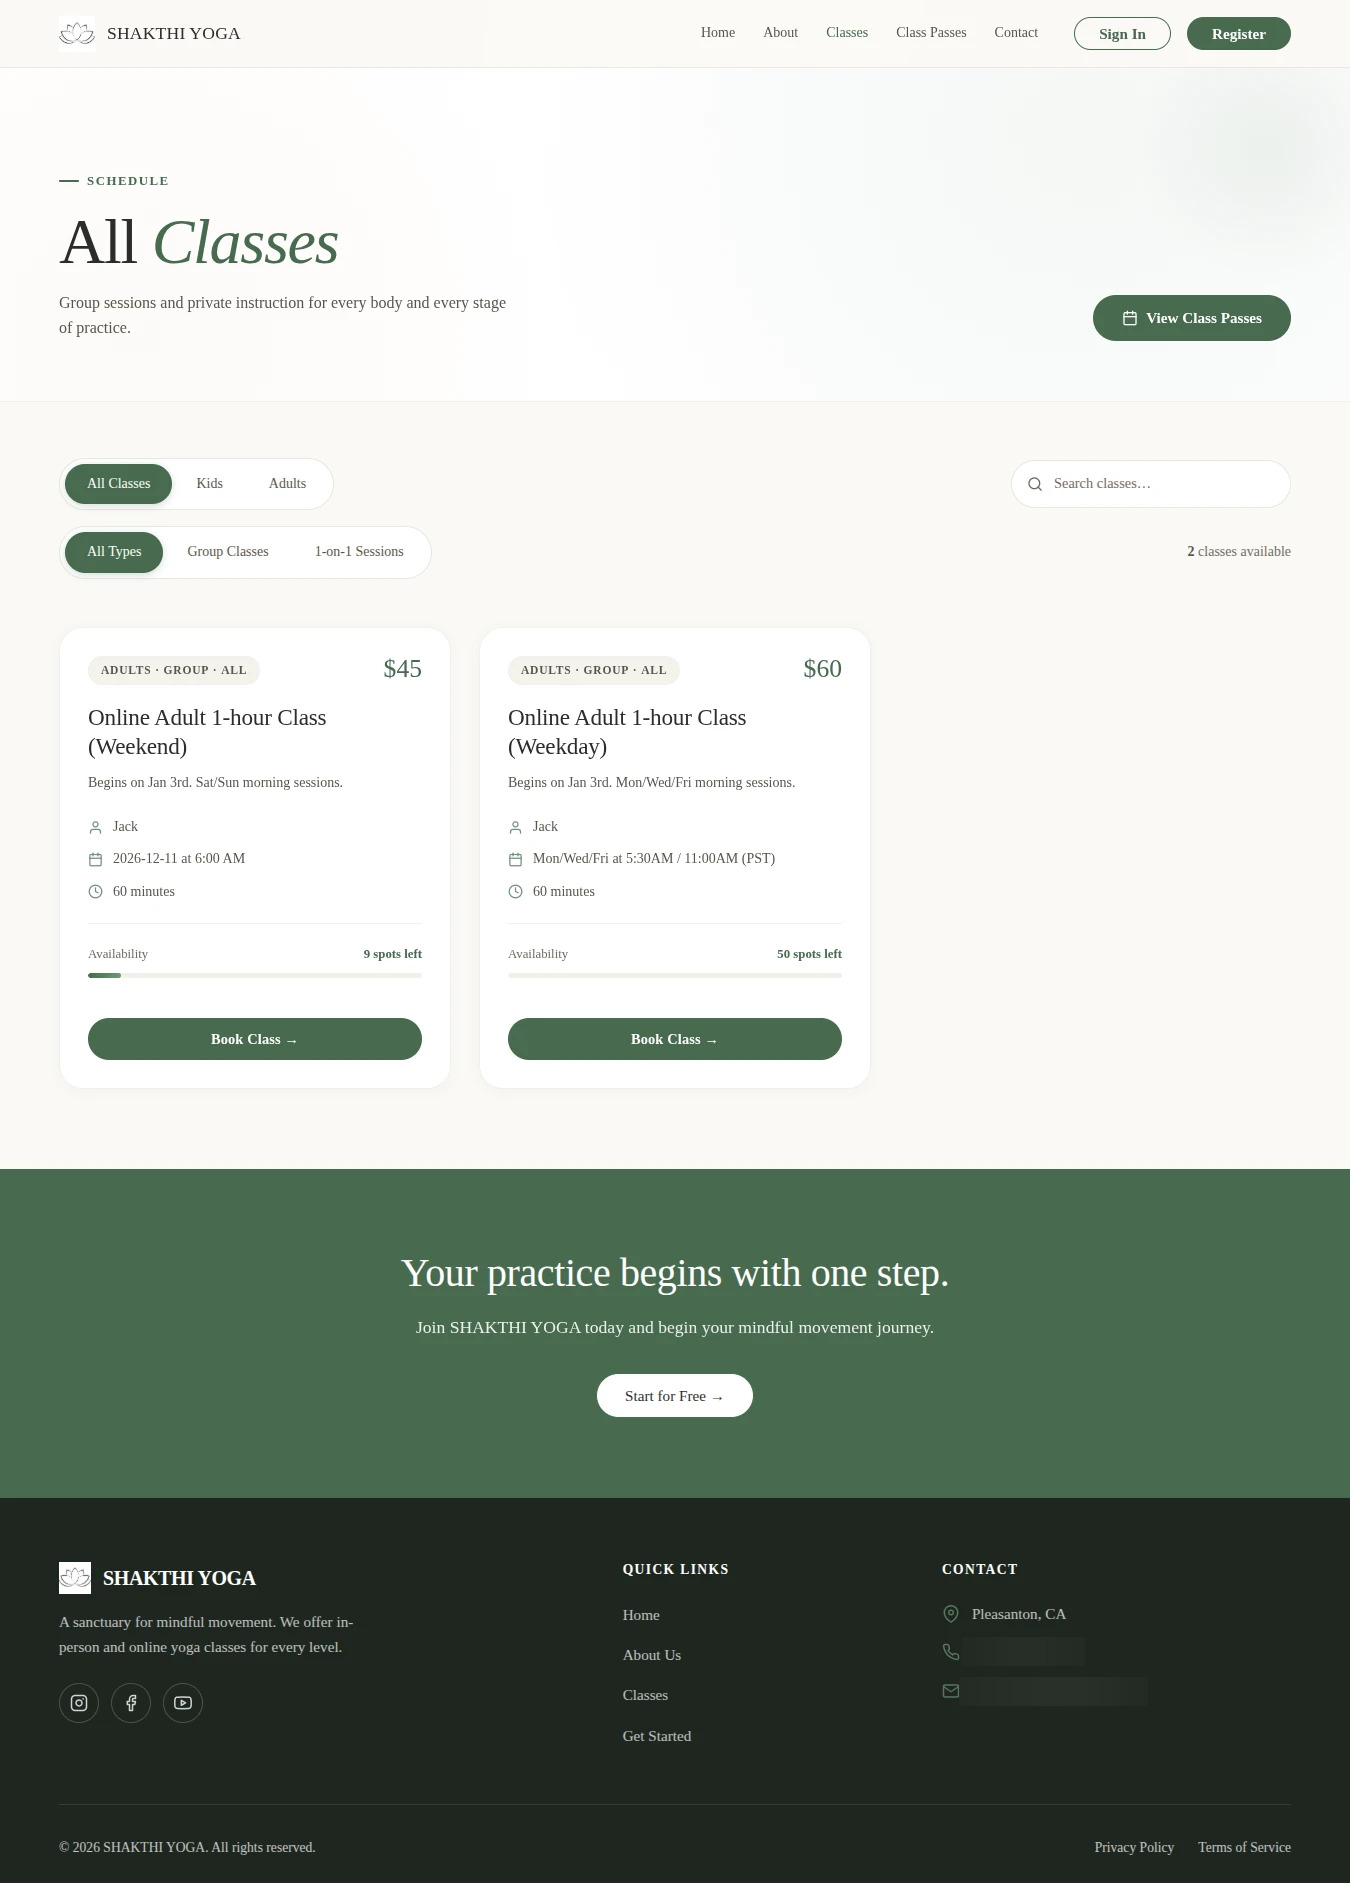 SHAKTHI YOGA
Home About Classes Class Passes Contact Sign In Register
SCHEDULE
All Classes
Group sessions and private instruction for every body and every stage
of practice.
View Class Passes
All Classes Kids Adults
Search classes…
All Types Group Classes 1-on-1 Sessions
2 classes available
ADULTS · GROUP · ALL
$45
Online Adult 1-hour Class
(Weekend)
Begins on Jan 3rd. Sat/Sun morning sessions.
Jack
2026-12-11 at 6:00 AM
60 minutes
Availability
9 spots left
Book Class →
ADULTS · GROUP · ALL
$60
Online Adult 1-hour Class
(Weekday)
Begins on Jan 3rd. Mon/Wed/Fri morning sessions.
Jack
Mon/Wed/Fri at 5:30AM / 11:00AM (PST)
60 minutes
Availability
50 spots left
Book Class →
Your practice begins with one step.
Join SHAKTHI YOGA today and begin your mindful movement journey.
Start for Free →
SHAKTHI YOGA
A sanctuary for mindful movement. We offer in-
person and online yoga classes for every level.
QUICK LINKS
Home
About Us
Classes
Get Started
CONTACT
Pleasanton, CA
© 2026 SHAKTHI YOGA. All rights reserved.
Privacy Policy Terms of Service